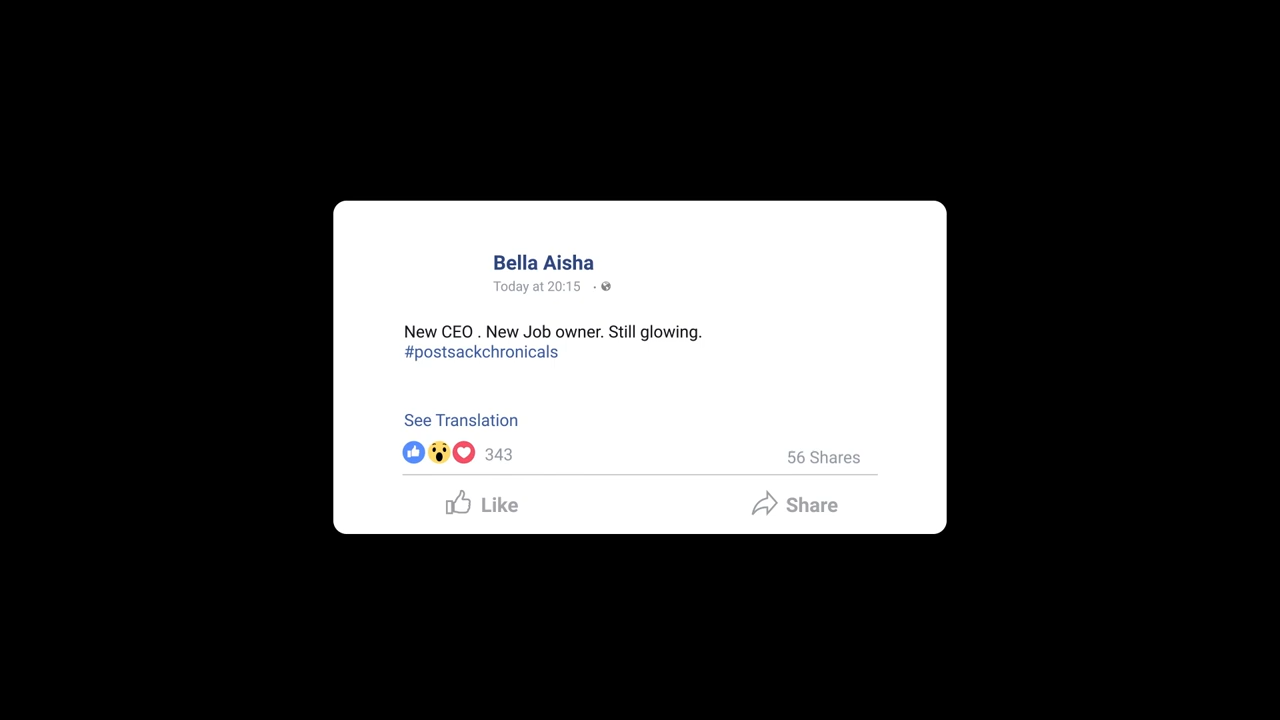 Bella Aisha
Today at 20:15 ·
New CEO . New Job owner. Still glowing.
#postsackchronicals
See Translation
343
56 Shares
Like
Share